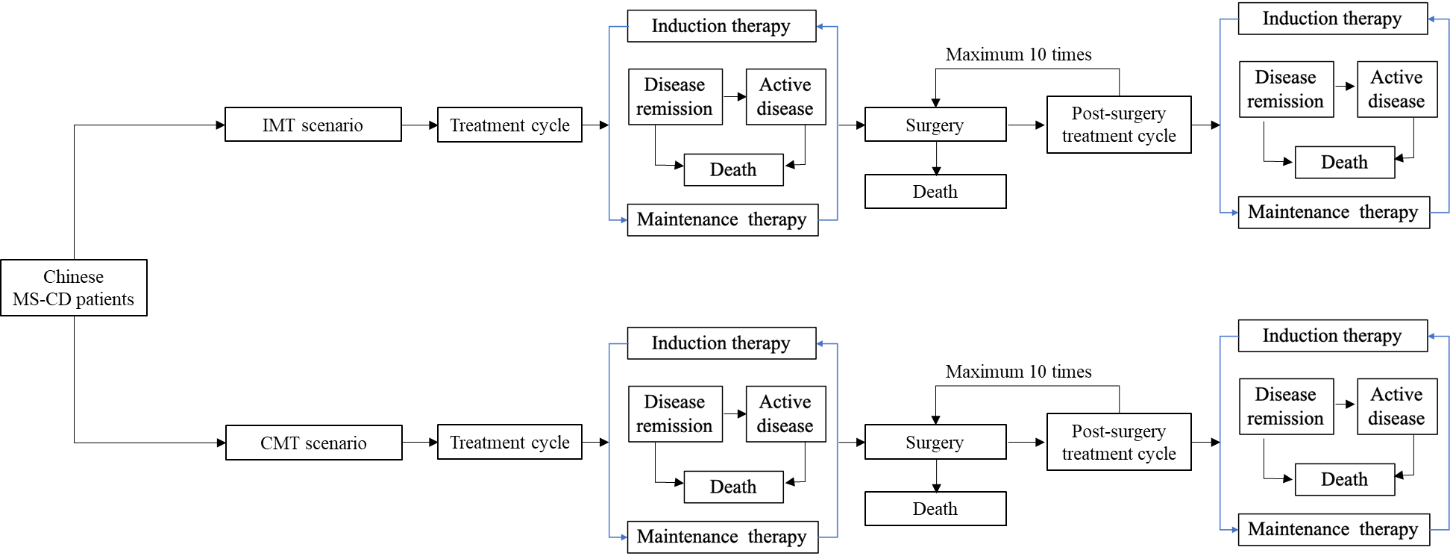 Induction therapy
Induction therapy
Maximum 10 times
Disease
remission
Active
disease
Disease
remission
Active
disease
IMT scenario
Treatment cycle
Surgery
Post-surgery
treatment cycle
Death
Death
Death
Maintenance therapy
Maintenance therapy
Chinese
MS-CD patients
Induction therapy
Induction therapy
Maximum 10 times
Disease
remission
Active
disease
Disease
remission
Active
disease
CMT scenario
Treatment cycle
Surgery
Post-surgery
treatment cycle
Death
Death
Death
Maintenance therapy
Maintenance therapy